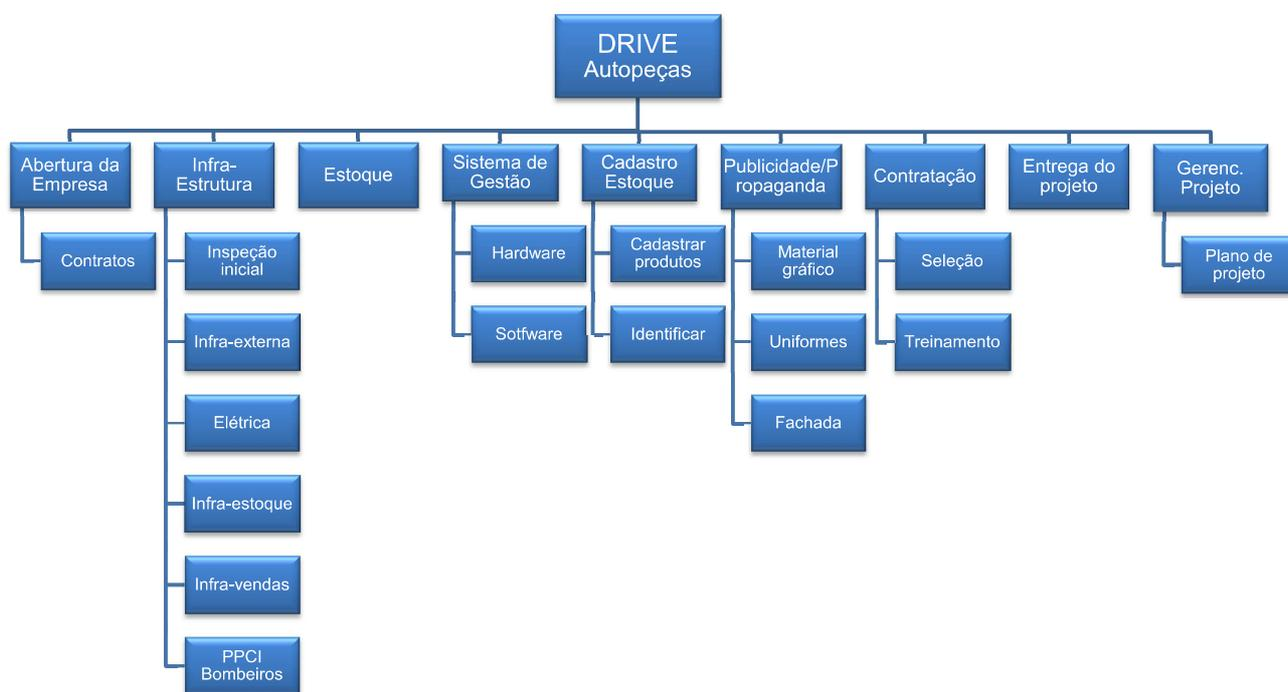 DRIVE
Autopeças
Abertura da
Empresa
Infra-
Estrutura
Estoque
Sistema de
Gestão
Cadastro
Estoque
Publicidade/P
ropaganda
Contratação
Entrega do
projeto
Gerenc.
Projeto
Contratos
Inspeção
inicial
Hardware
Cadastrar
produtos
Material
gráfico
Seleção
Plano de
projeto
Infra-externa
Sotfware
Identificar
Uniformes
Treinamento
Elétrica
Fachada
Infra-estoque
Infra-vendas
PPCI
Bombeiros